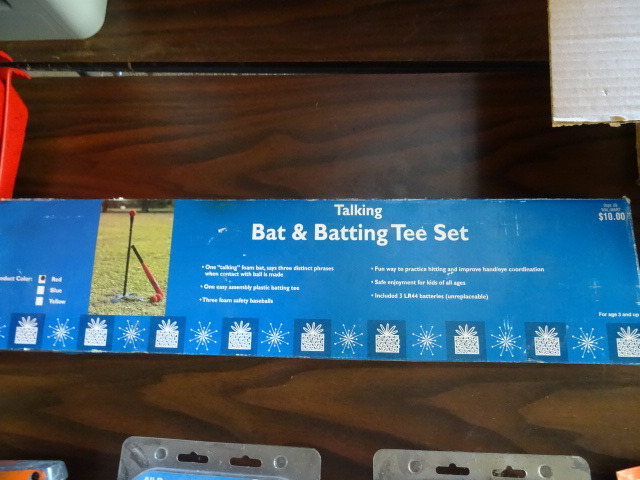 Talking
Bat & Batting Tee Set
$10.00
Product Color:
Red
Blue
Yellow
• One "talking" foam bat, says three distinct phrases
when contact with ball is made
• One easy assembly plastic batting tee
• Three foam safety baseballs
• Fun way to practice hitting and improve hand/eye coordination
• Safe enjoyment for kids of all ages
• Included 3 LR44 batteries (unreplaceable)
For age 5 and up